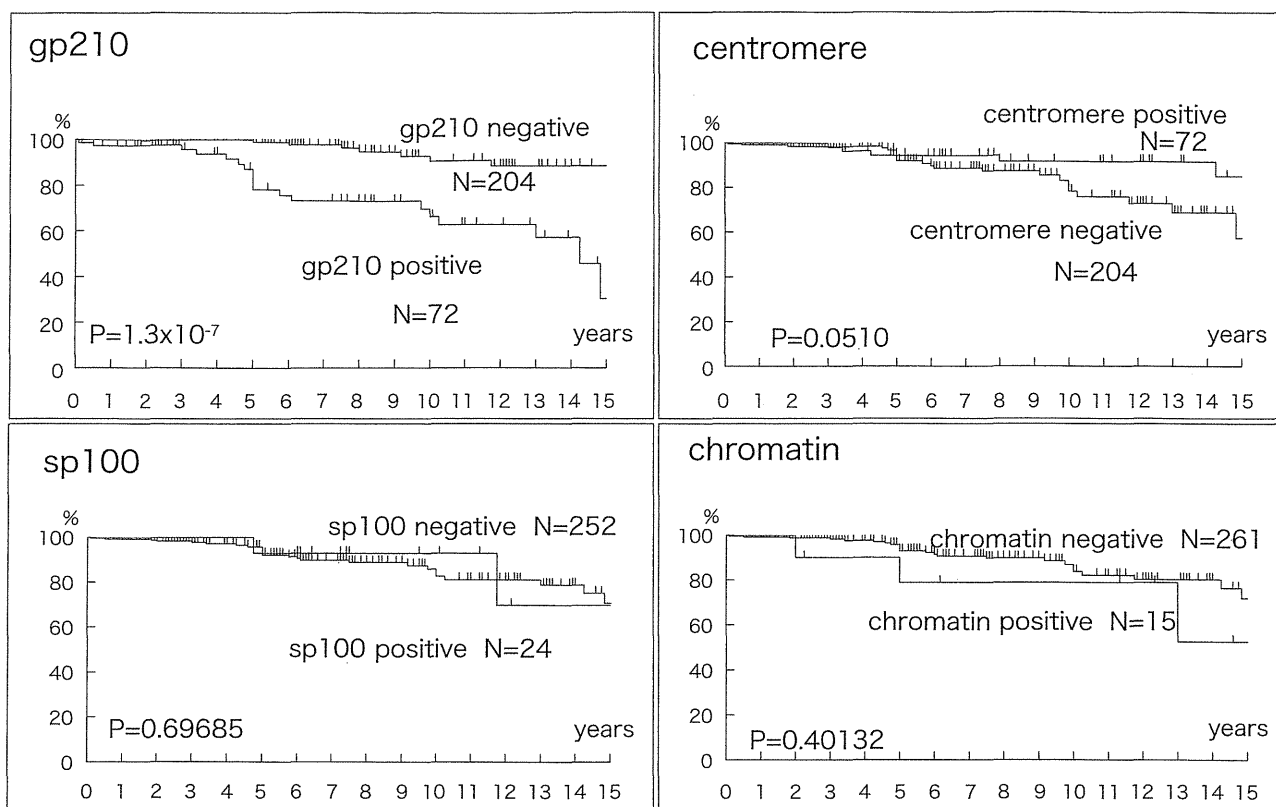 gp210
%
100
80
60
40
20
0
gp210 negative
N=204
gp210 positive
N=72
P=1.3x10⁻⁷
years
0 1 2 3 4 5 6 7 8 9 10 11 12 13 14 15
centromere
%
100
80
60
40
20
0
centromere positive
N=72
centromere negative
N=204
P=0.0510
years
0 1 2 3 4 5 6 7 8 9 10 11 12 13 14 15
sp100
%
100
80
60
40
20
0
sp100 negative N=252
sp100 positive N=24
P=0.69685
years
0 1 2 3 4 5 6 7 8 9 10 11 12 13 14 15
chromatin
%
100
80
60
40
20
0
chromatin negative N=261
chromatin positive N=15
P=0.40132
years
0 1 2 3 4 5 6 7 8 9 10 11 12 13 14 15